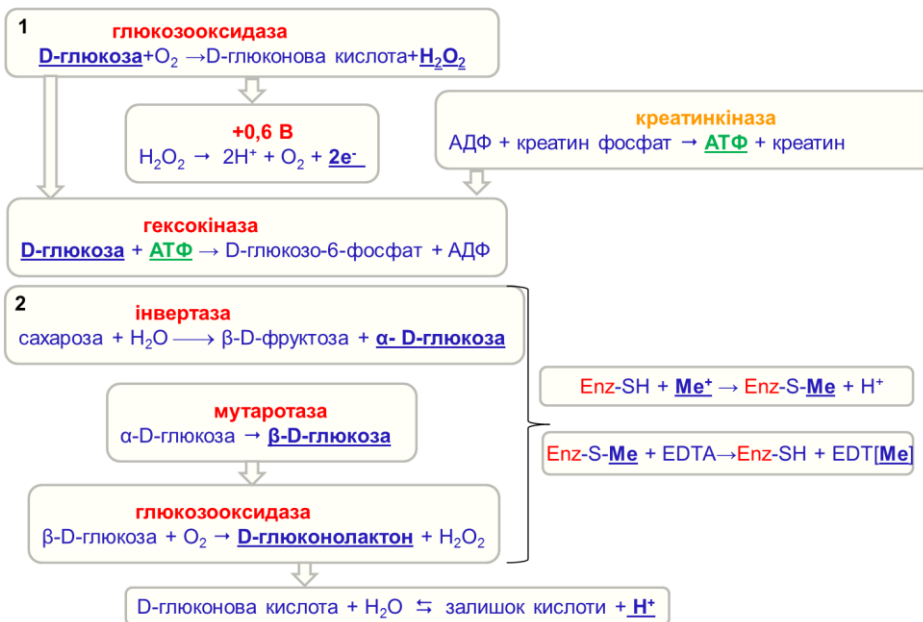 1
глюкозооксидаза
D-глюкоза+O₂ →D-глюконова кислота+H₂O₂
+0,6 В
H₂O₂ → 2H⁺ + O₂ + 2e⁻
креатинкіназа
АДФ + креатин фосфат → АТФ + креатин
гексокіназа
D-глюкоза + АТФ → D-глюкозо-6-фосфат + АДФ
2
інвертаза
сахароза + H₂O ⟶ β-D-фруктоза + α- D-глюкоза
мутаротаза
α-D-глюкоза → β-D-глюкоза
глюкозооксидаза
β-D-глюкоза + O₂ → D-глюконолактон + H₂O₂
D-глюконова кислота + H₂O ⇆ залишок кислоти + H⁺
Enz-SH + Me⁺ → Enz-S-Me + H⁺
Enz-S-Me + EDTA→Enz-SH + EDT[Me]